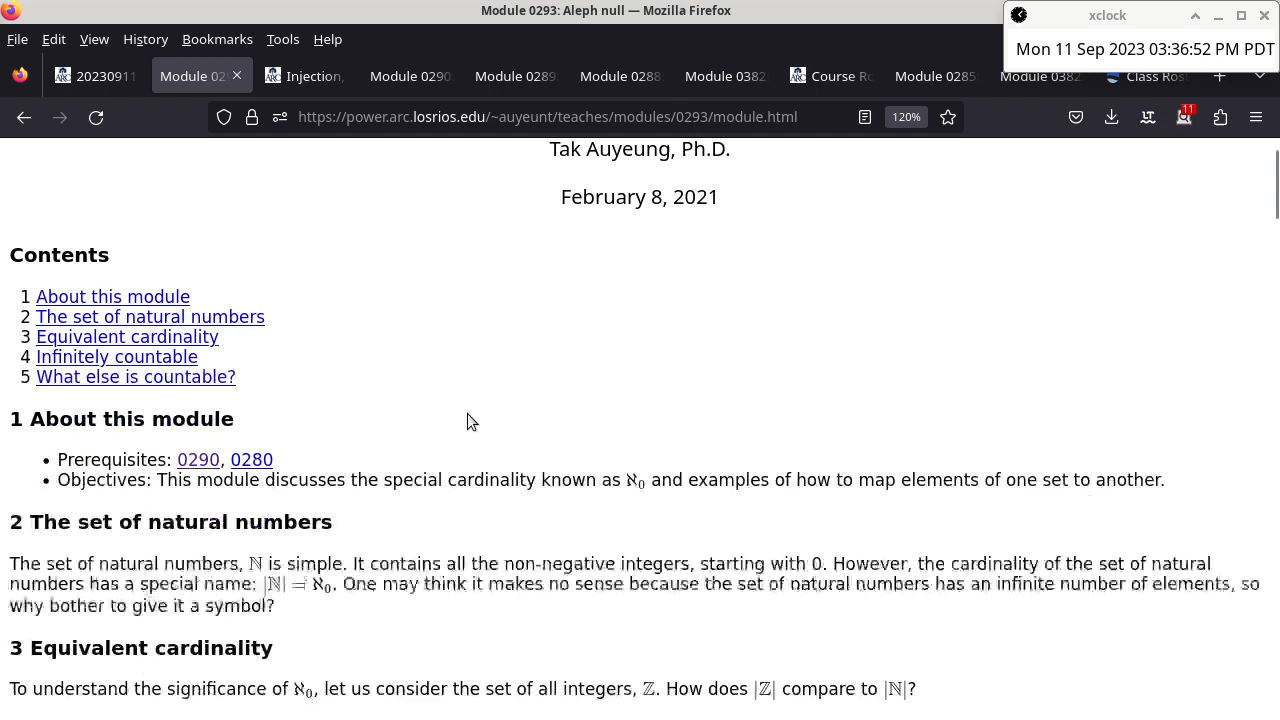 Module 0293: Aleph null — Mozilla Firefox
xclock
File Edit View History Bookmarks Tools Help
Mon 11 Sep 2023 03:36:52 PM PDT
20230911 Module 029 Injection, Module 0290 Module 0289 Module 0288 Module 0382 Course Ro Module 0285 Module 0382 Class Rost
https://power.arc.losrios.edu/~auyeunt/teaches/modules/0293/module.html 120% 11
Tak Auyeung, Ph.D.
February 8, 2021
Contents
1 About this module
2 The set of natural numbers
3 Equivalent cardinality
4 Infinitely countable
5 What else is countable?
1 About this module
• Prerequisites: 0290, 0280
• Objectives: This module discusses the special cardinality known as ℵ₀ and examples of how to map elements of one set to another.
2 The set of natural numbers
The set of natural numbers, ℕ is simple. It contains all the non-negative integers, starting with 0. However, the cardinality of the set of natural
numbers has a special name: |ℕ| = ℵ₀. One may think it makes no sense because the set of natural numbers has an infinite number of elements, so
why bother to give it a symbol?
3 Equivalent cardinality
To understand the significance of ℵ₀, let us consider the set of all integers, ℤ. How does |ℤ| compare to |ℕ|?